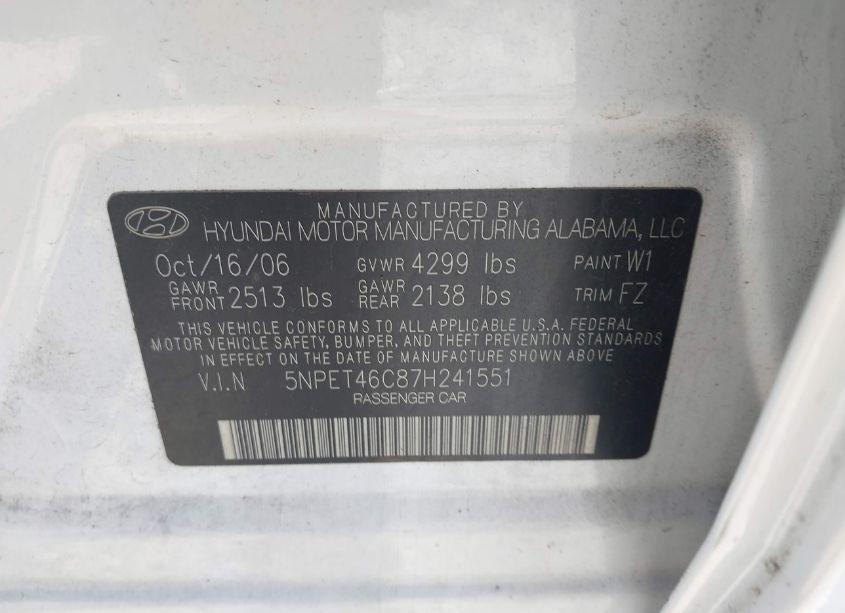 MANUFACTURED BY
HYUNDAI MOTOR MANUFACTURING ALABAMA, LLC
Oct/16/06 GVWR 4299 lbs PAINT W1
GAWR FRONT 2513 lbs GAWR REAR 2138 lbs TRIM FZ
THIS VEHICLE CONFORMS TO ALL APPLICABLE U.S.A. FEDERAL
MOTOR VEHICLE SAFETY, BUMPER, AND THEFT PREVENTION STANDARDS
IN EFFECT ON THE DATE OF MANUFACTURE SHOWN ABOVE
V.I.N 5NPET46C87H241551
PASSENGER CAR